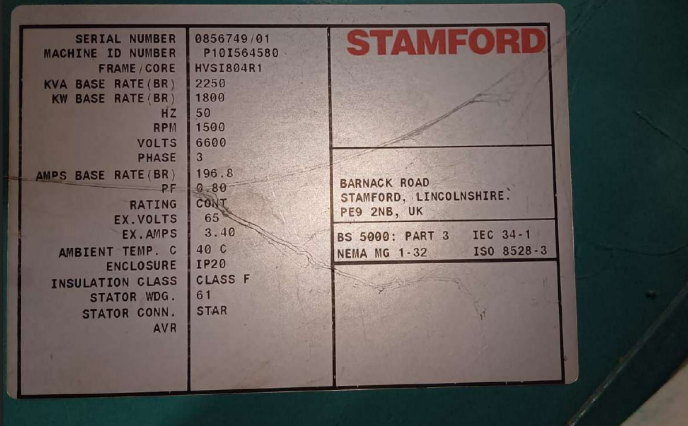 SERIAL NUMBER 0856749/01
MACHINE ID NUMBER P10I564580
FRAME/CORE HVSI804R1
KVA BASE RATE(BR) 2250
KW BASE RATE(BR) 1800
HZ 50
RPM 1500
VOLTS 6600
PHASE 3
AMPS BASE RATE(BR) 196.8
PF 0.80
RATING CONT
EX.VOLTS 65
EX.AMPS 3.40
AMBIENT TEMP. C 40 C
ENCLOSURE IP20
INSULATION CLASS CLASS F
STATOR WDG. 61
STATOR CONN. STAR
AVR
STAMFORD
BARNACK ROAD
STAMFORD, LINCOLNSHIRE.
PE9 2NB, UK
BS 5000: PART 3 IEC 34-1
NEMA MG 1-32 ISO 8528-3